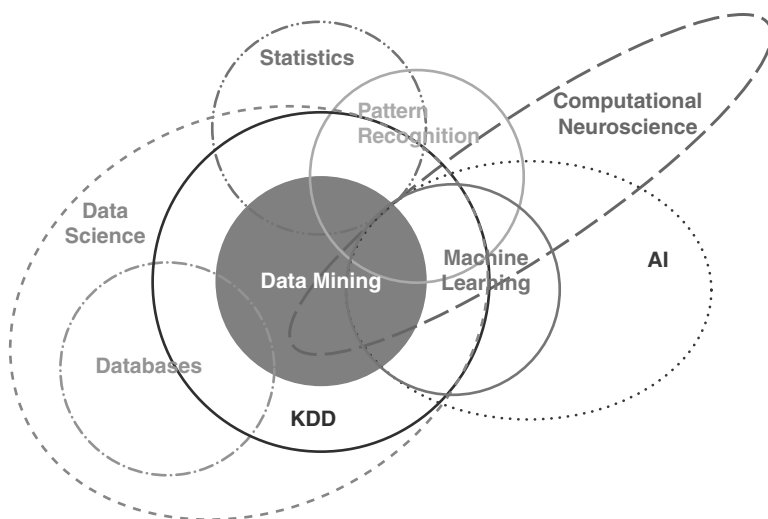 Statistics
Pattern
Recognition
Computational
Neuroscience
Data
Science
Data Mining
Machine
Learning
AI
Databases
KDD